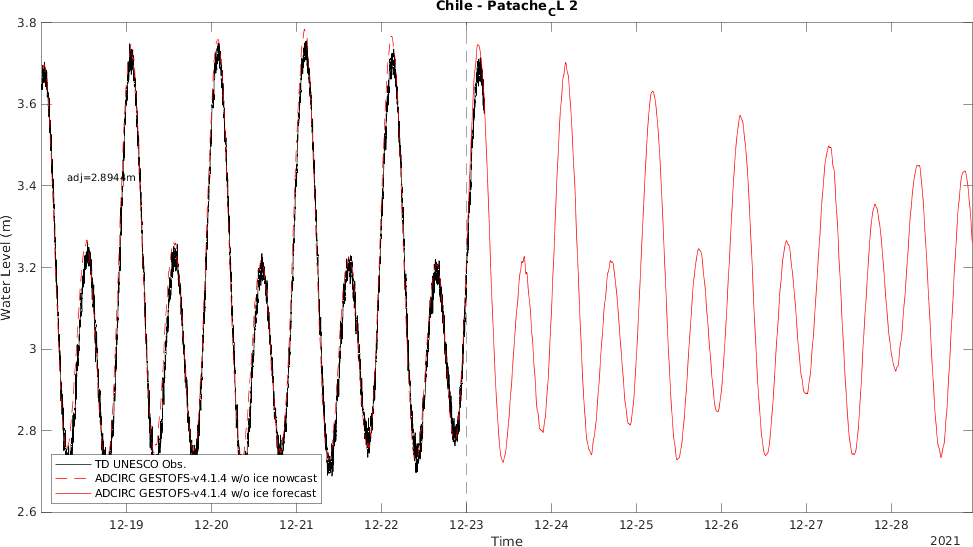 Chile - Patache_CL 2
3.8
3.6
3.4
3.2
3
2.8
2.6
Water Level (m)
adj=2.8944m
TD UNESCO Obs.
ADCIRC GESTOFS-v4.1.4 w/o ice nowcast
ADCIRC GESTOFS-v4.1.4 w/o ice forecast
12-19 12-20 12-21 12-22 12-23 12-24 12-25 12-26 12-27 12-28
Time
2021